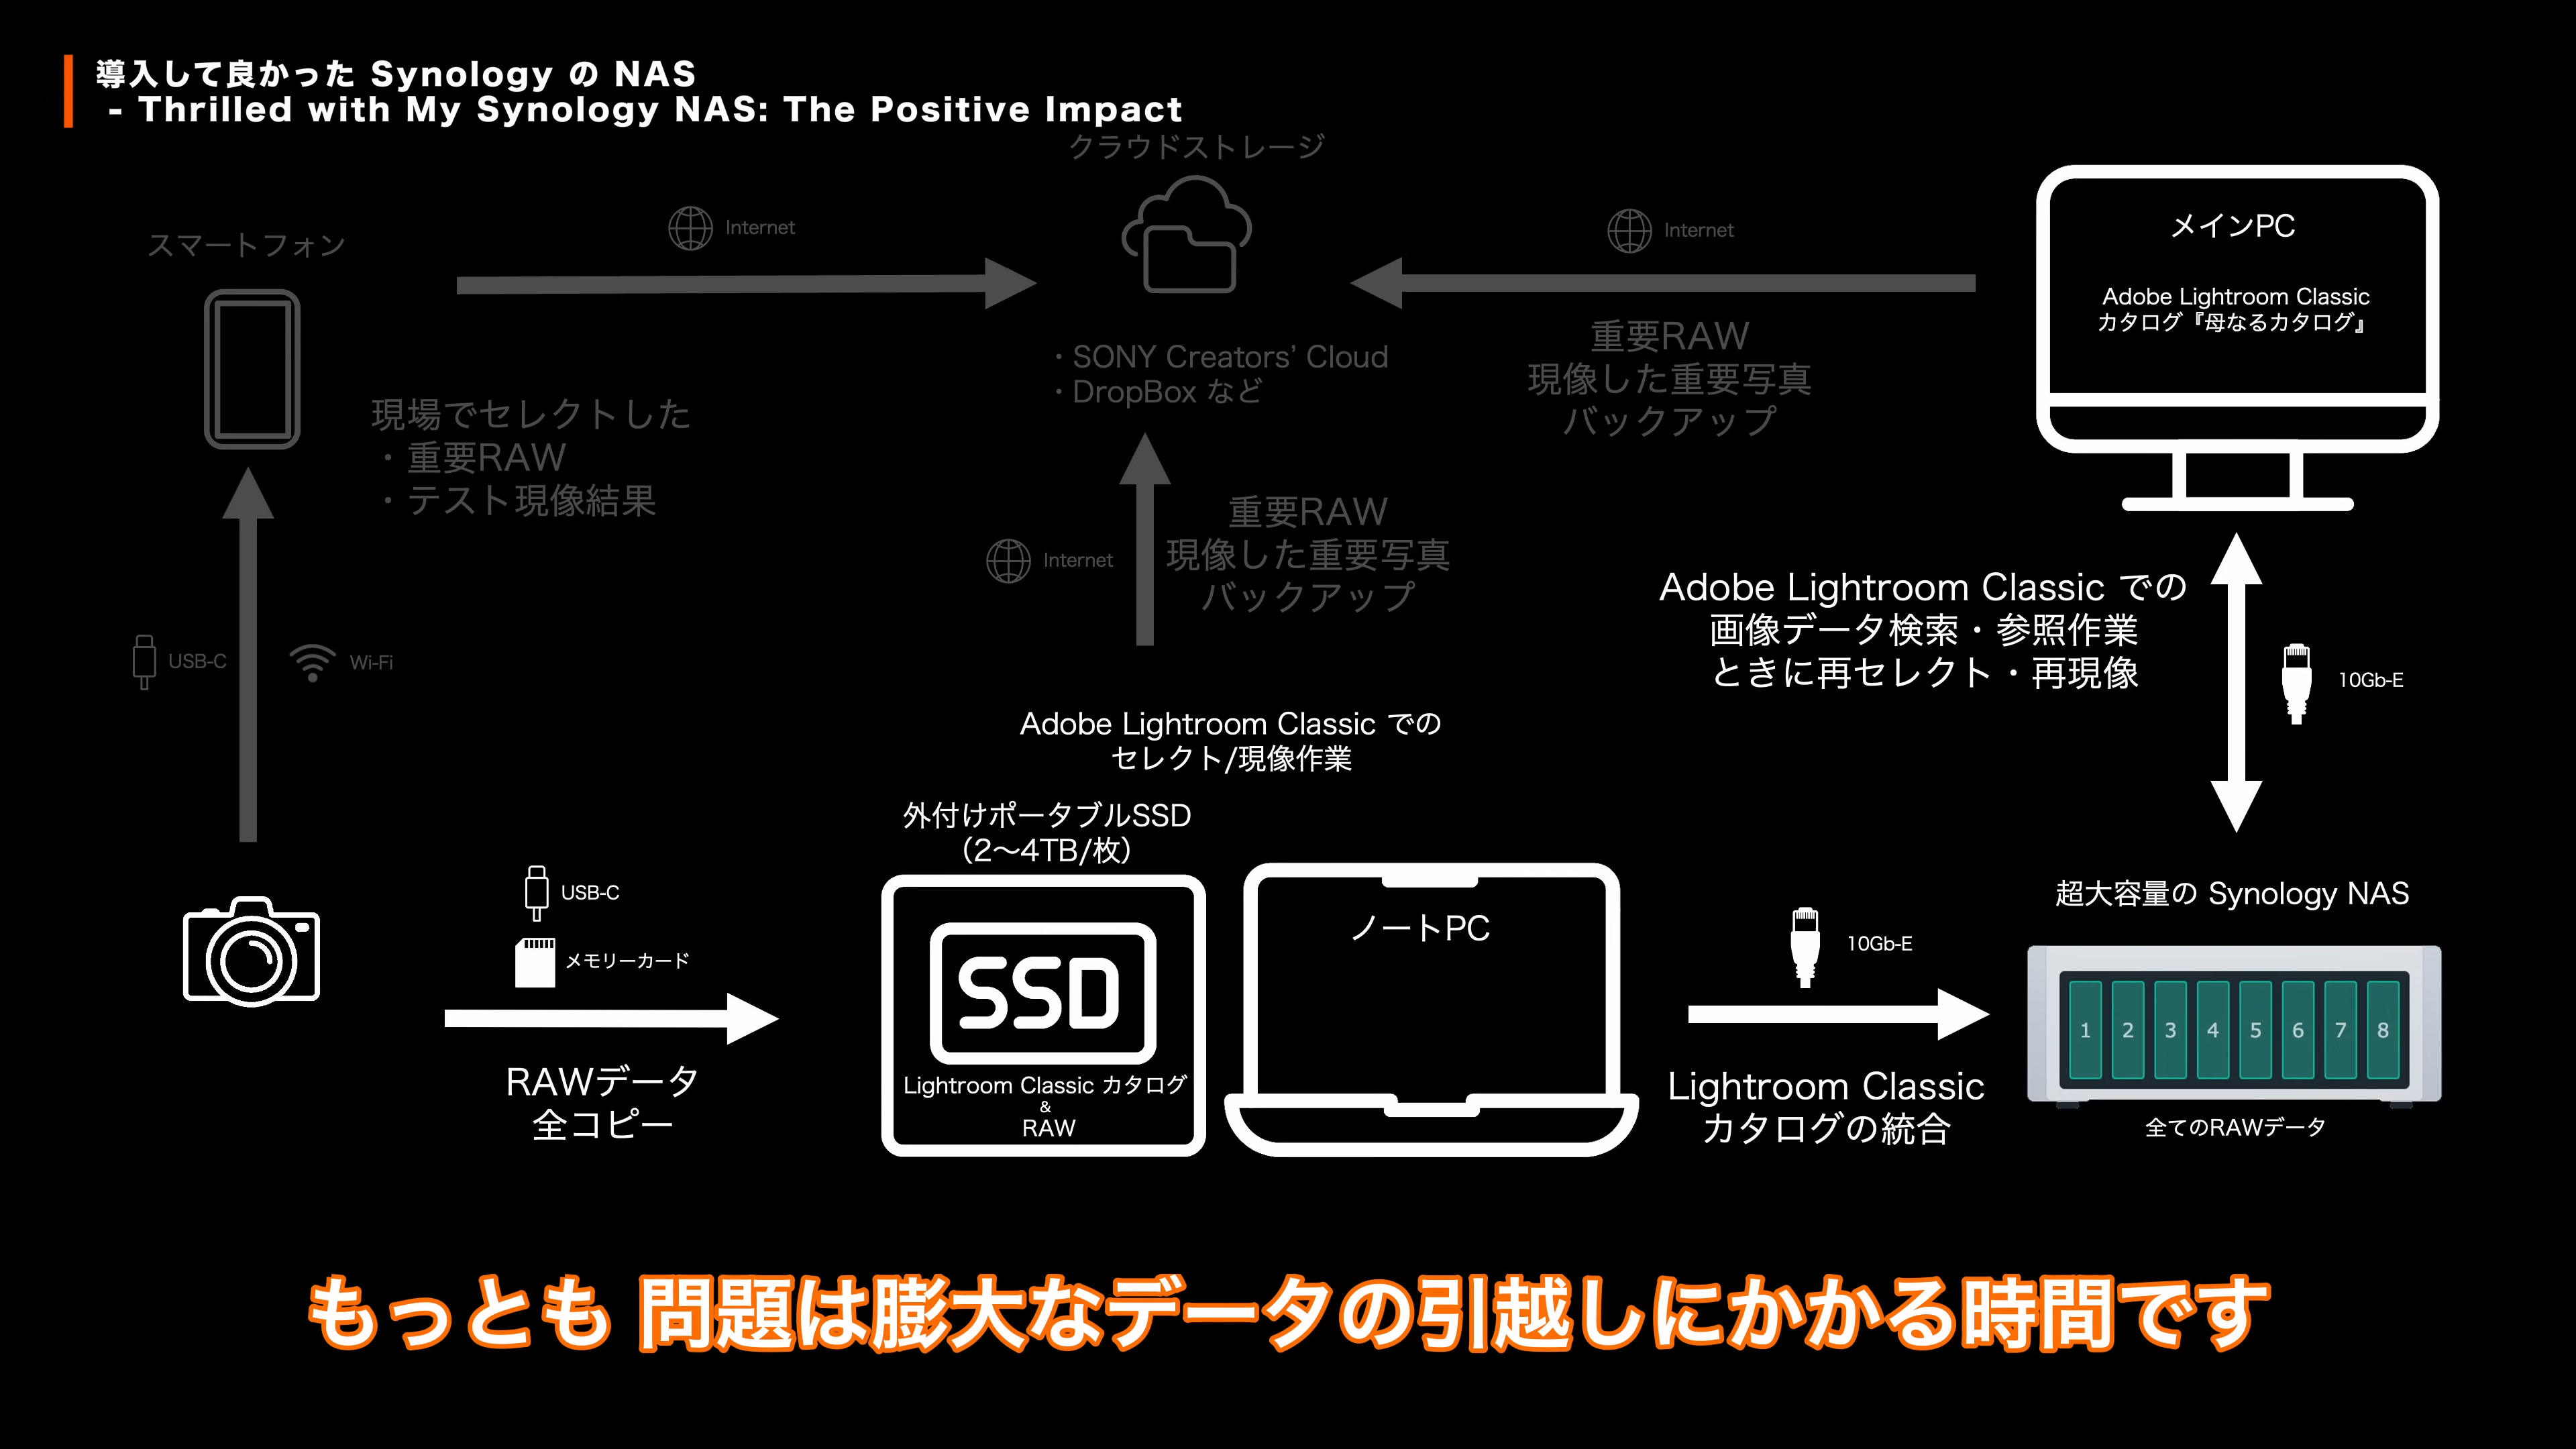 導入して良かった Synology の NAS
- Thrilled with My Synology NAS: The Positive Impact
クラウドストレージ
スマートフォン
Internet
Internet
メインPC
Adobe Lightroom Classic
カタログ『母なるカタログ』
・SONY Creators’ Cloud
・DropBox など
重要RAW
現像した重要写真
バックアップ
現場でセレクトした
・重要RAW
・テスト現像結果
Internet
重要RAW
現像した重要写真
バックアップ
Adobe Lightroom Classic での
画像データ検索・参照作業
ときに再セレクト・再現像
10Gb-E
USB-C
Wi-Fi
Adobe Lightroom Classic での
セレクト/現像作業
外付けポータブルSSD
（2〜4TB/枚）
USB-C
メモリーカード
RAWデータ
全コピー
SSD
Lightroom Classic カタログ
&
RAW
ノートPC
10Gb-E
Lightroom Classic
カタログの統合
超大容量の Synology NAS
1 2 3 4 5 6 7 8
全てのRAWデータ
もっとも 問題は膨大なデータの引越しにかかる時間です